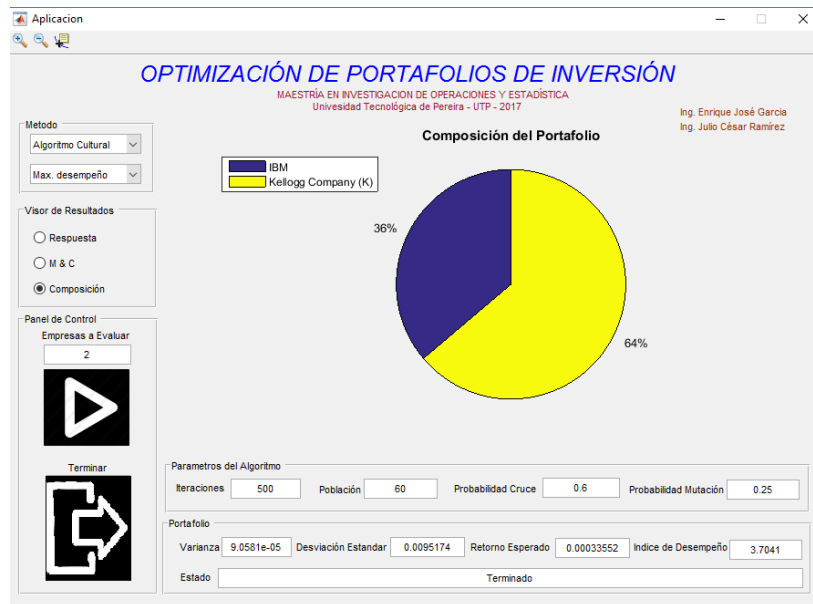 Aplicacion
OPTIMIZACIÓN DE PORTAFOLIOS DE INVERSIÓN
MAESTRÍA EN INVESTIGACION DE OPERACIONES Y ESTADÍSTICA
Univesidad Tecnológica de Pereira - UTP - 2017
Ing. Enrique José Garcia
Ing. Julio César Ramírez
Metodo
Algoritmo Cultural
Max. desempeño
Visor de Resultados
Respuesta
M & C
Composición
Panel de Control
Empresas a Evaluar
2
Terminar
Composición del Portafolio
IBM
Kellogg Company (K)
36%
64%
Parametros del Algoritmo
Iteraciones 500 Población 60 Probabilidad Cruce 0.6 Probabilidad Mutación 0.25
Portafolio
Varianza 9.0581e-05 Desviación Estandar 0.0095174 Retorno Esperado 0.00033552 Indice de Desempeño 3.7041
Estado Terminado